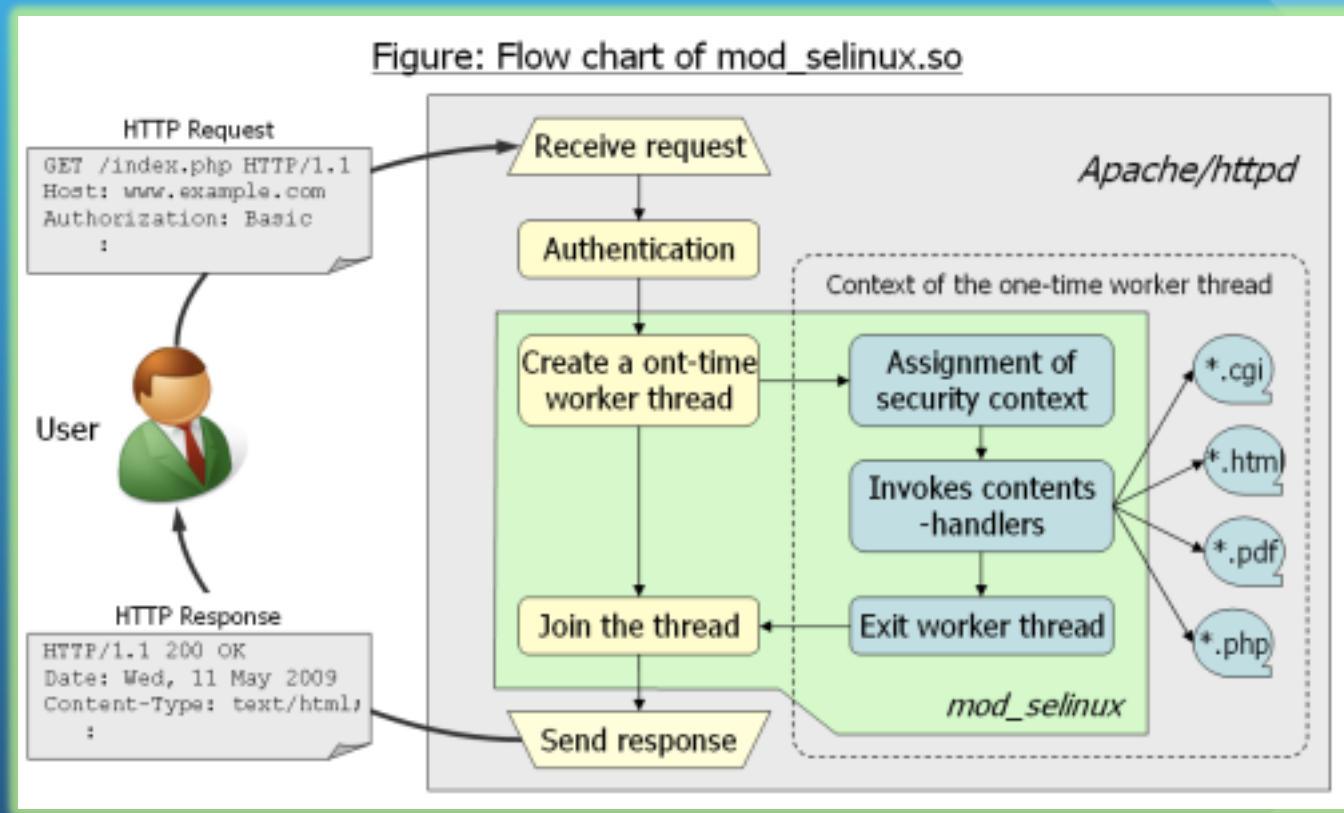 Figure: Flow chart of mod_selinux.so
HTTP Request
GET /index.php HTTP/1.1
Host: www.example.com
Authorization: Basic
:
User
HTTP Response
HTTP/1.1 200 OK
Date: Wed, 11 May 2009
Content-Type: text/html;
:
Apache/httpd
Receive request
Authentication
Context of the one-time worker thread
Create a ont-time
worker thread
Assignment of
security context
Invokes contents
-handlers
*.cgi
*.html
*.pdf
*.php
Join the thread
Exit worker thread
mod_selinux
Send response